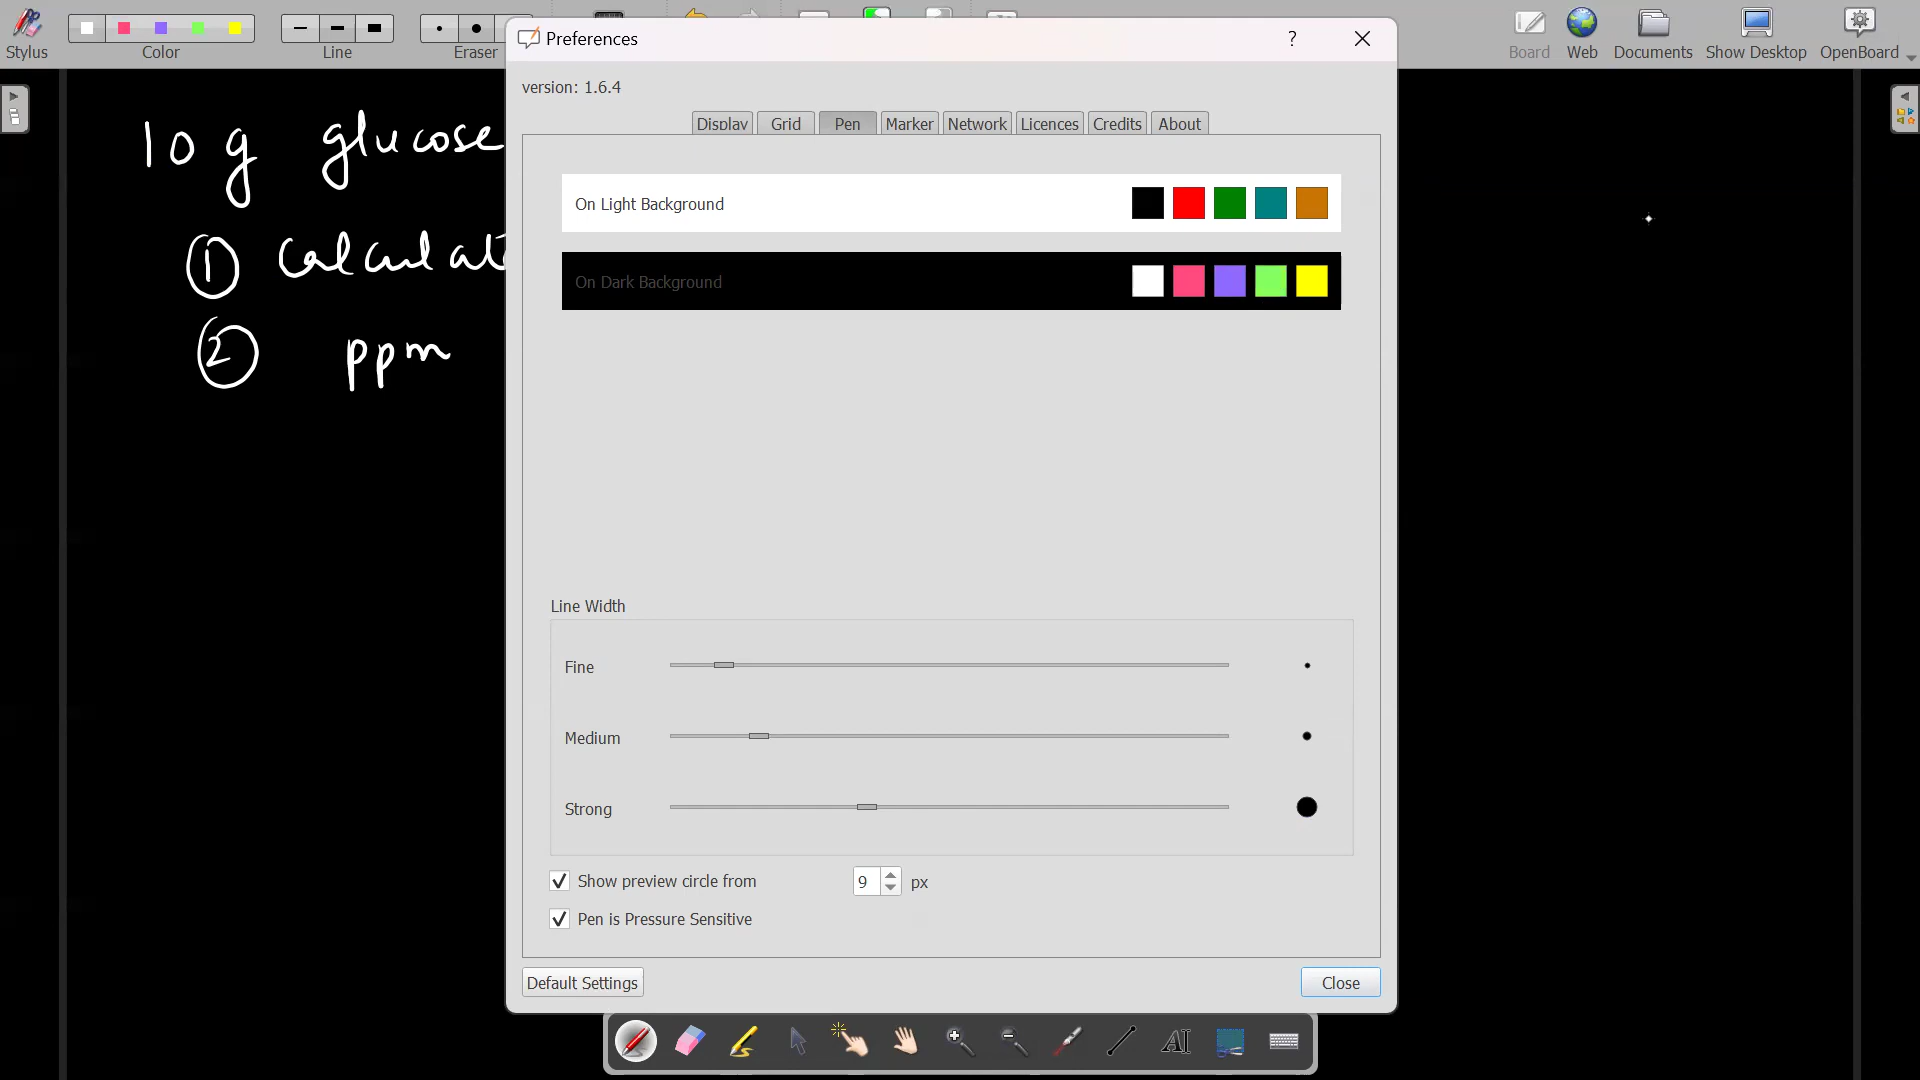 Preferences
?
Stylus
Color
Line
Eraser
Board
Web
Documents
Show Desktop
OpenBoard
version: 1.6.4
Display
Grid
Pen
Marker
Network
Licences
Credits
About
10 g glucose
On Light Background
① Calculat
On Dark Background
② ppm
Line Width
Fine
Medium
Strong
Show preview circle from 9 px
Pen is Pressure Sensitive
Default Settings
Close
AI